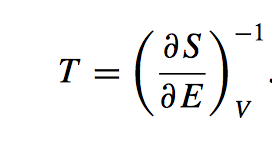 T = (∂S/∂E)_V^{-1}.